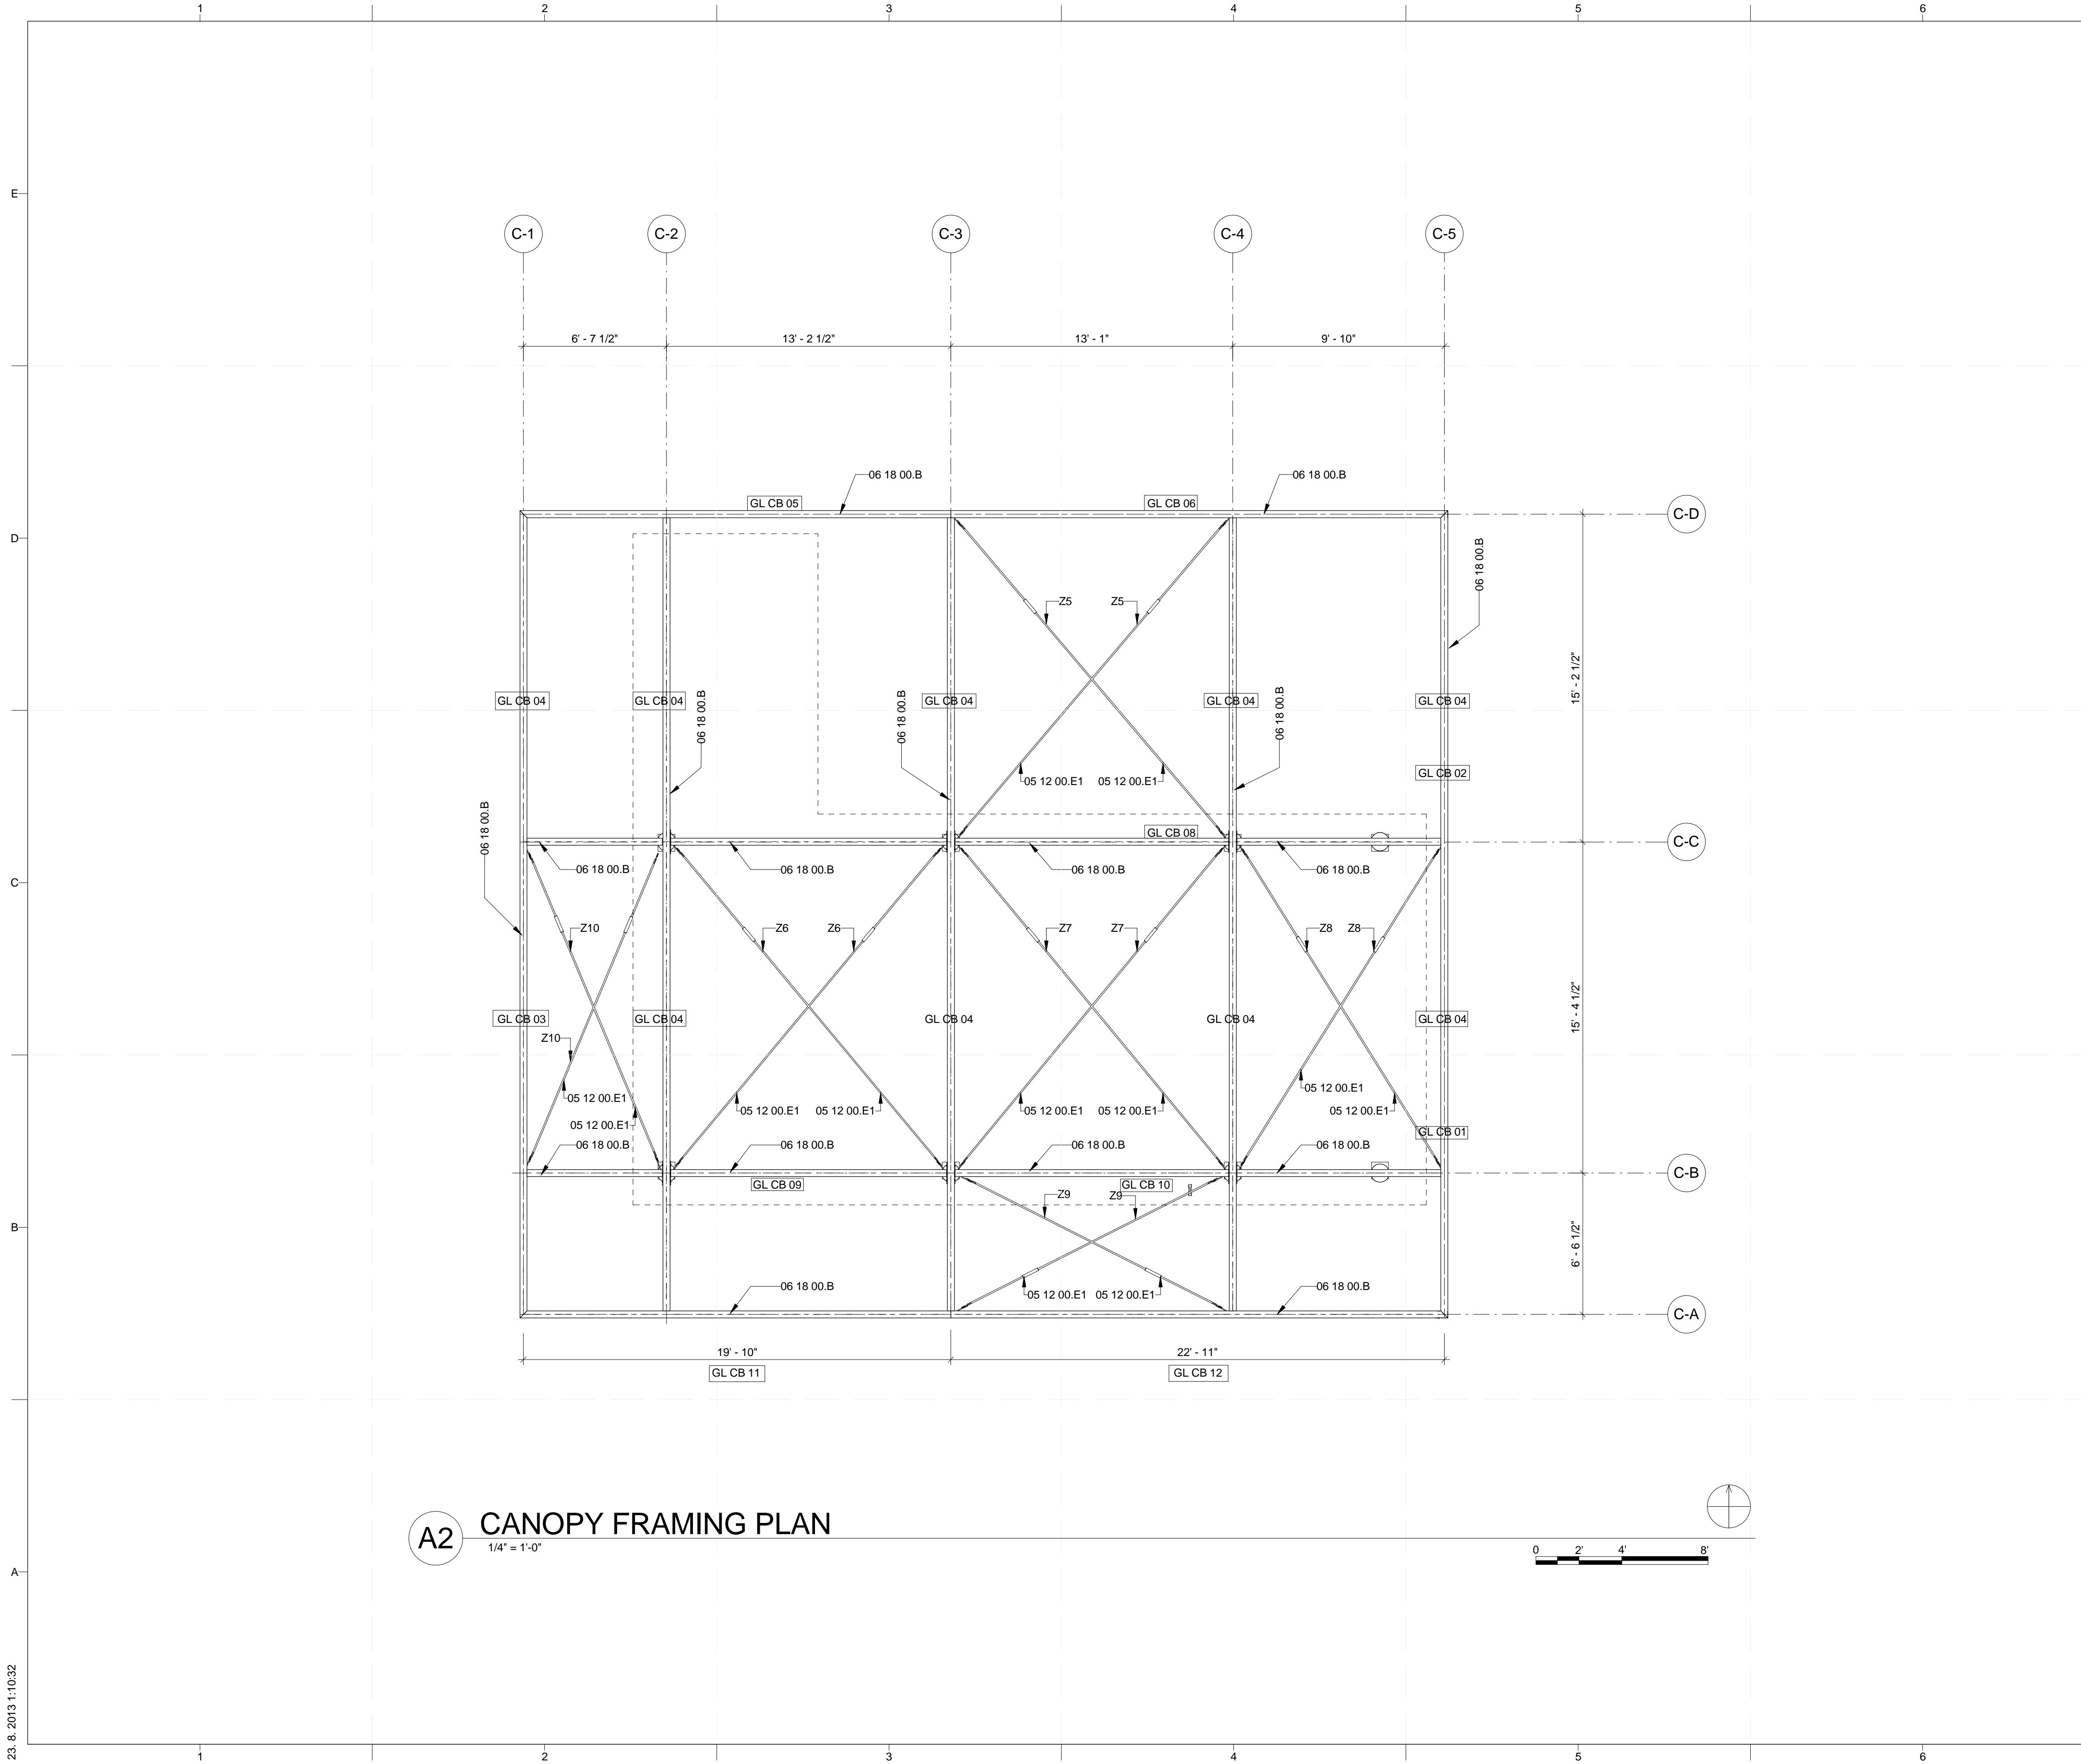 1 2 3 4 5 6
E
C-1 C-2 C-3 C-4 C-5
6' - 7 1/2" 13' - 2 1/2" 13' - 1" 9' - 10"
06 18 00.B 06 18 00.B
GL CB 05 GL CB 06
C-D
D
06 18 00.B
Z5 Z5
15' - 2 1/2"
GL CB 04 GL CB 04 GL CB 04 GL CB 04 GL CB 04
06 18 00.B 06 18 00.B 06 18 00.B
GL CB 02
05 12 00.E1 05 12 00.E1
06 18 00.B
GL CB 08
C-C
06 18 00.B 06 18 00.B 06 18 00.B 06 18 00.B
C
Z10 Z6 Z6 Z7 Z7 Z8 Z8
15' - 4 1/2"
GL CB 03 GL CB 04 GL CB 04 GL CB 04 GL CB 04
Z10
05 12 00.E1 05 12 00.E1
05 12 00.E1 05 12 00.E1 05 12 00.E1 05 12 00.E1 05 12 00.E1
05 12 00.E1
GL CB 01
06 18 00.B 06 18 00.B 06 18 00.B 06 18 00.B
C-B
GL CB 09 GL CB 10
Z9 Z9
B
6' - 6 1/2"
06 18 00.B 06 18 00.B
05 12 00.E1 05 12 00.E1
C-A
19' - 10" 22' - 11"
GL CB 11 GL CB 12
A2 CANOPY FRAMING PLAN
1/4" = 1'-0"
0 2' 4' 8'
A
23. 8. 2013 1:10:32
1 2 3 4 5 6